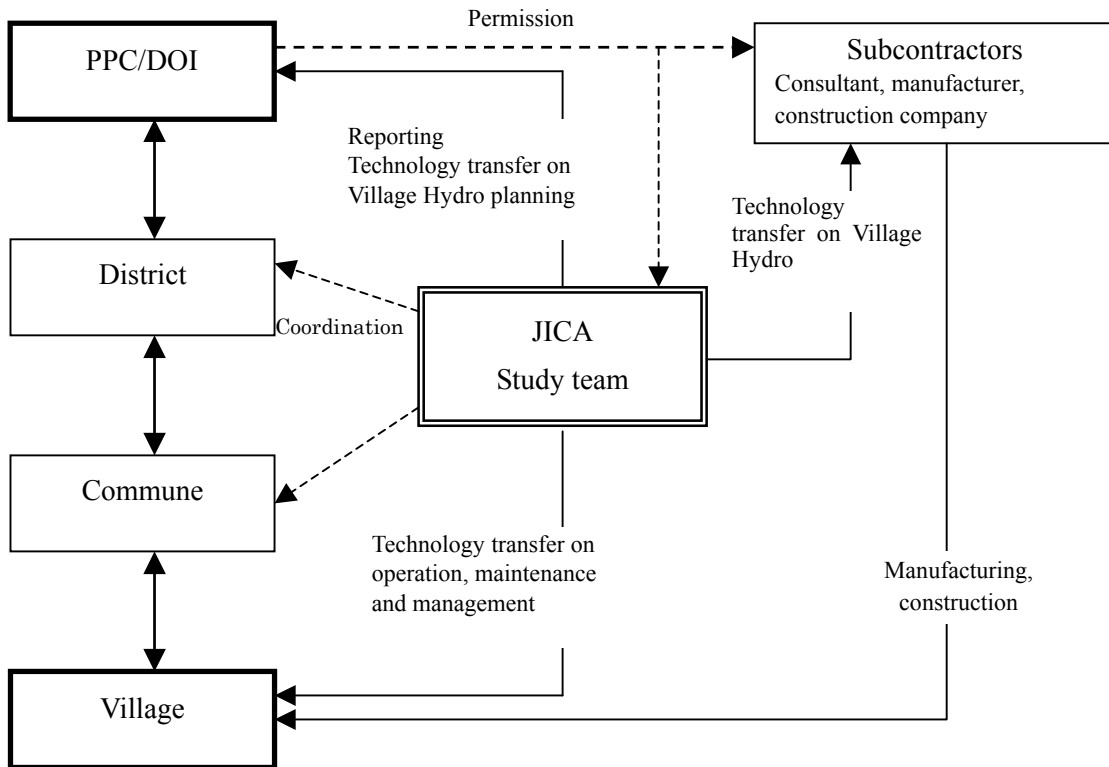 Permission
PPC/DOI
Subcontractors
Consultant, manufacturer,
construction company
Reporting
Technology transfer on
Village Hydro planning
Technology
transfer on Village
Hydro
District
Coordination
JICA
Study team
Commune
Technology transfer on
operation, maintenance
and management
Manufacturing,
construction
Village